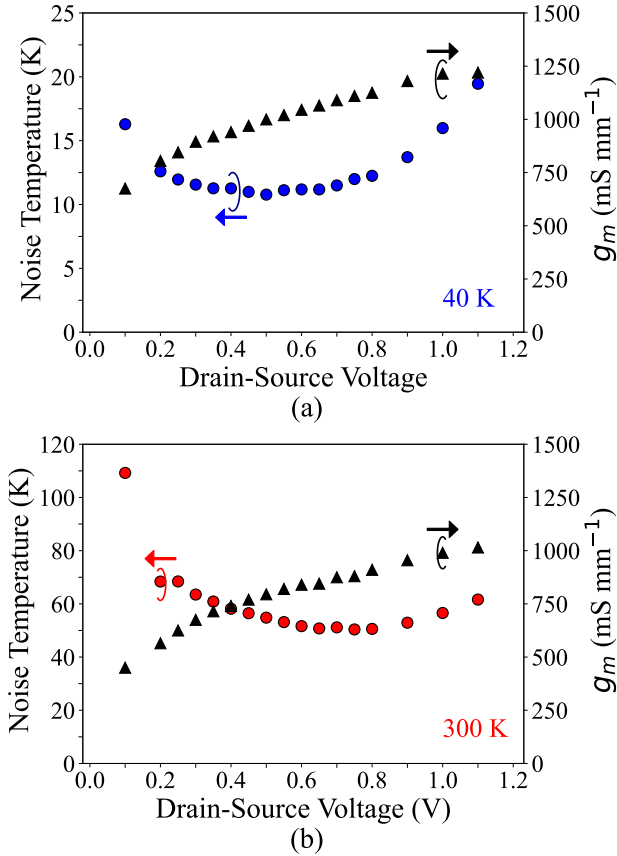 25
20
15
10
5
0
Noise Temperature (K)
1500
1250
1000
750
500
250
0
g_m (mS mm⁻¹)
40 K
0.0 0.2 0.4 0.6 0.8 1.0 1.2
Drain-Source Voltage
(a)
120
100
80
60
40
20
0
Noise Temperature (K)
1500
1250
1000
750
500
250
0
g_m (mS mm⁻¹)
300 K
0.0 0.2 0.4 0.6 0.8 1.0 1.2
Drain-Source Voltage (V)
(b)